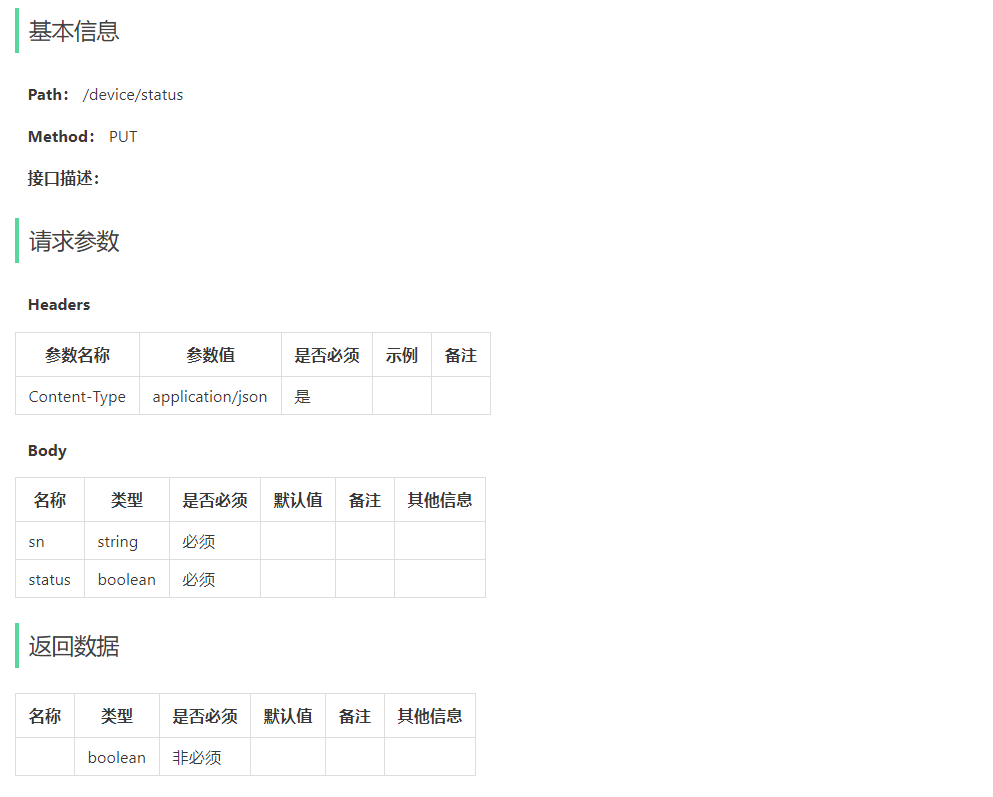 基本信息
Path： /device/status
Method： PUT
接口描述：
请求参数
Headers
参数名称 参数值 是否必须 示例 备注
Content-Type application/json 是
Body
名称 类型 是否必须 默认值 备注 其他信息
sn string 必须
status boolean 必须
返回数据
名称 类型 是否必须 默认值 备注 其他信息
boolean 非必须